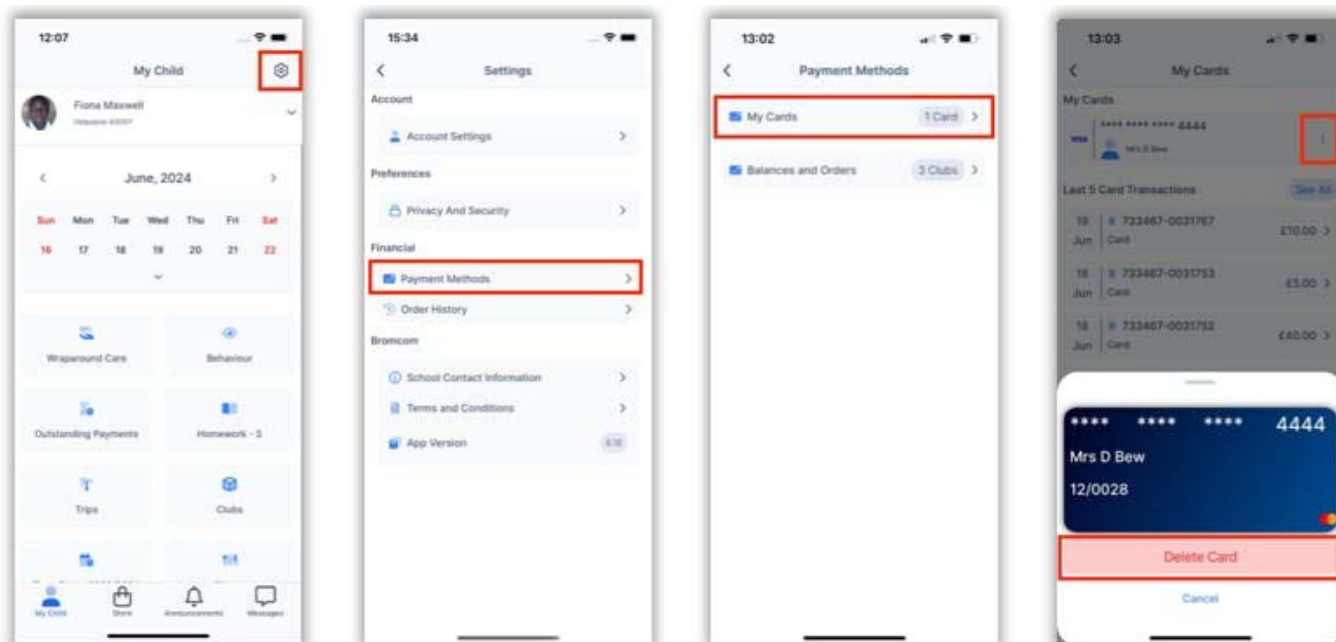 12:07
My Child
Fiona Maxwell
June, 2024
Sun Mon Tue Wed Thu Fri Sat
16 17 18 19 20 21 22
Wraparound Care Behaviour
Outstanding Payments Homework - 3
Trips Clubs
My Child Store Announcements Messages
15:34
Settings
Account
Account Settings
Preferences
Privacy And Security
Financial
Payment Methods
Order History
Bromcom
School Contact Information
Terms and Conditions
App Version
13:02
Payment Methods
My Cards 1 Card
Balances and Orders 3 Clubs
13:03
My Cards
My Cards
VISA **** **** **** 4444
Mrs D Bew
Last 5 Card Transactions See All
19 733467-0031767 £10.00
Jun Card
18 733467-0031753 £5.00
Jun Card
18 733467-0031752 £40.00
Jun Card
**** **** **** 4444
Mrs D Bew
12/0028
Delete Card
Cancel